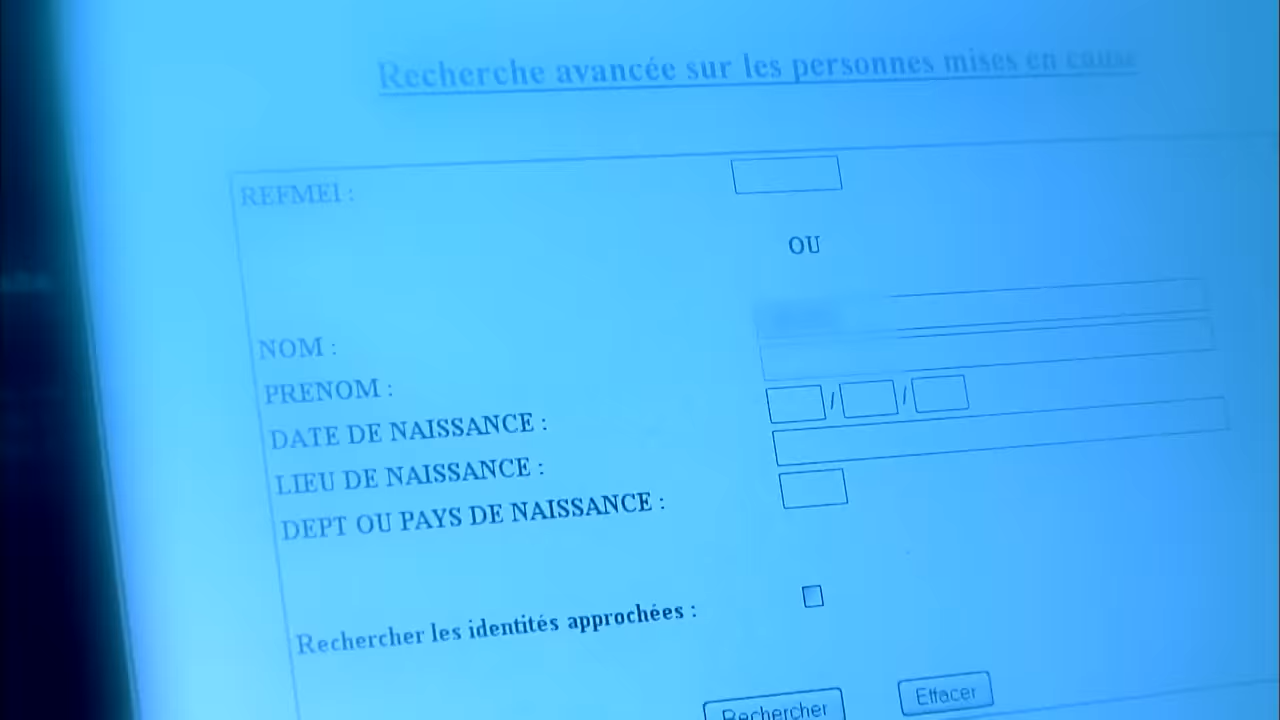 Recherche avancée sur les personnes mises en cause
REFMEI :
OU
NOM :
PRENOM :
DATE DE NAISSANCE : / /
LIEU DE NAISSANCE :
DEPT OU PAYS DE NAISSANCE :
Rechercher les identités approchées :
Rechercher Effacer